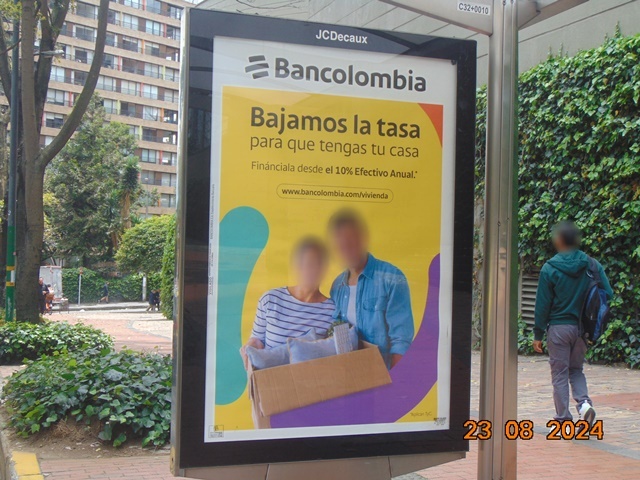 C32+0010
JCDecaux
Bancolombia
Bajamos la tasa
para que tengas tu casa
Fináncíala desde el 10% Efectivo Anual.*
www.bancolombia.com/vivienda
23 08 2024